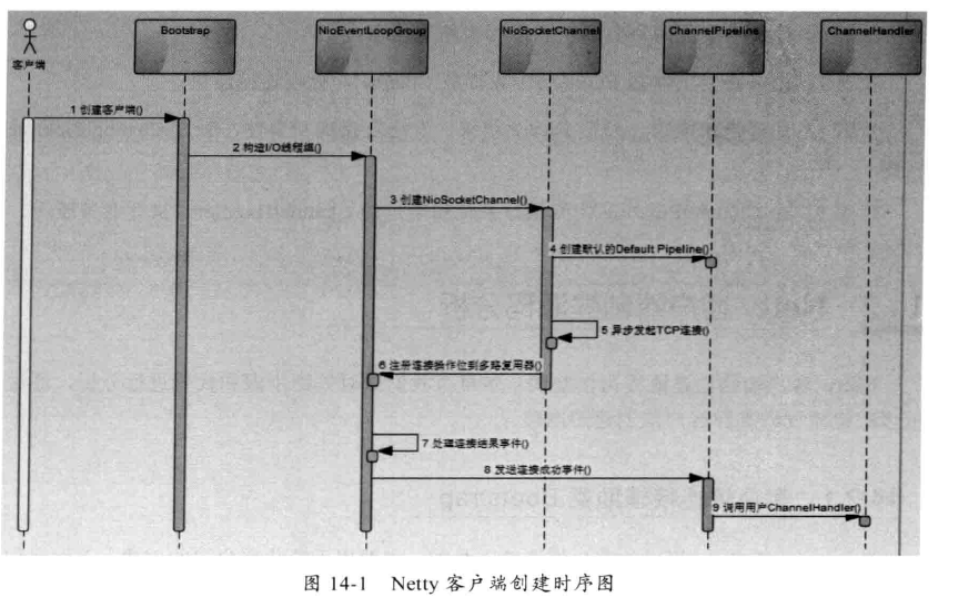 Bootstrap
NioEventLoopGroup
NioSocketChannel
ChannelPipeline
ChannelHandler
客户端
1 创建客户端()
2 构造I/O线程组()
3 创建NioSocketChannel()
4 创建默认的Default Pipeline()
5 异步发起TCP连接()
6 注册连接操作位到多路复用器()
7 处理连接结果事件()
8 发送连接成功事件()
9 调用用户ChannelHandler()
图 14-1 Netty 客户端创建时序图